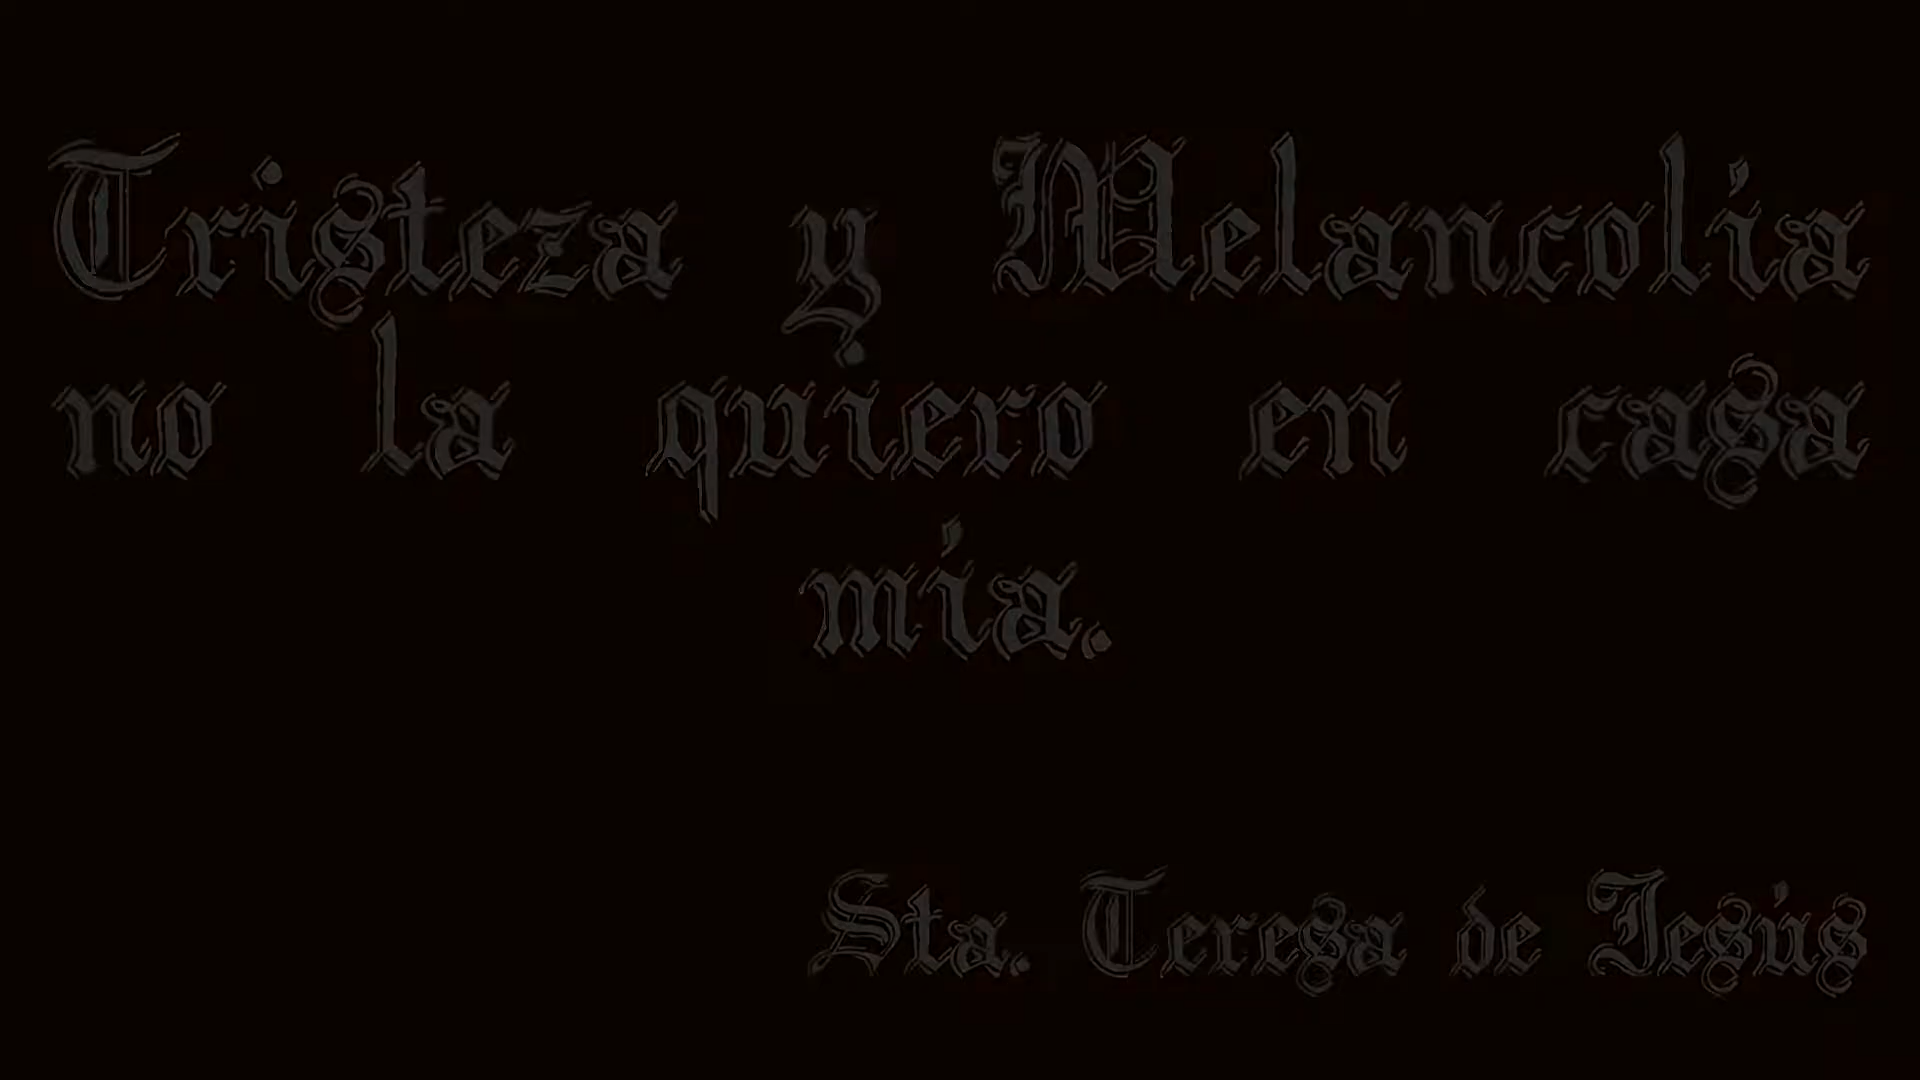 Tristeza y Melancolía
no la quiero en casa
mía.
Sta. Teresa de Jesús